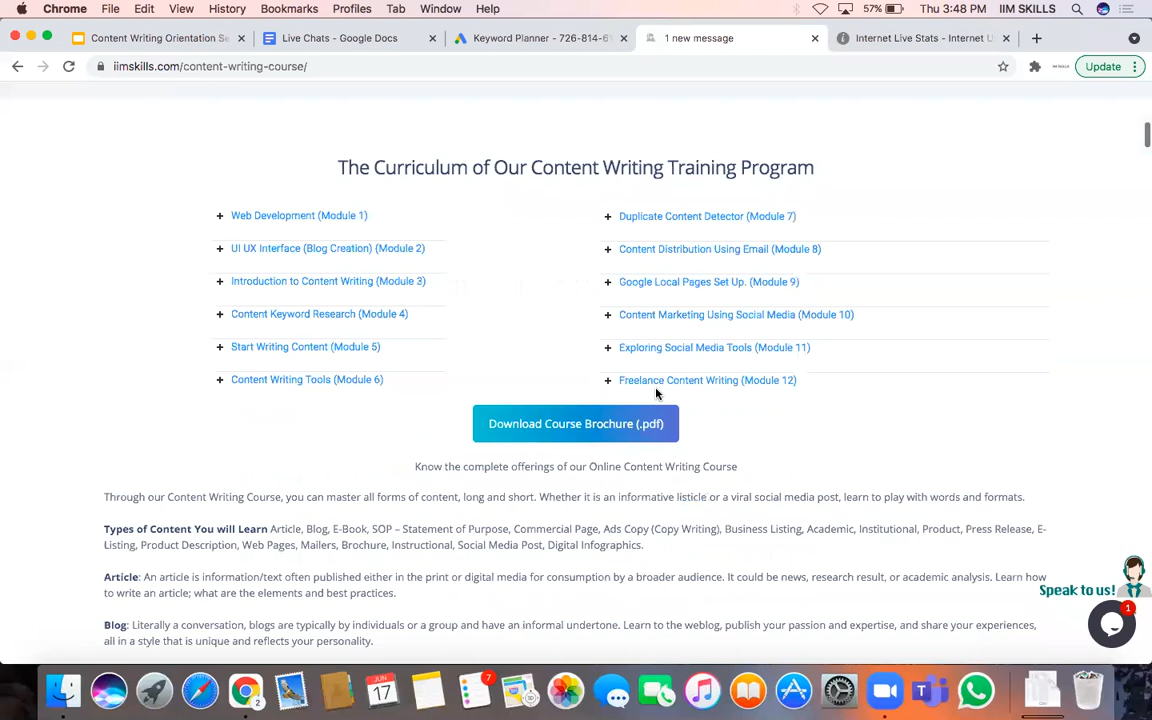 Chrome File Edit View History Bookmarks Profiles Tab Window Help 57% Thu 3:48 PM IIM SKILLS
Content Writing Orientation Se Live Chats - Google Docs Keyword Planner - 726-814-6 1 new message Internet Live Stats - Internet U
iimskills.com/content-writing-course/ Update
The Curriculum of Our Content Writing Training Program
+ Web Development (Module 1)
+ UI UX Interface (Blog Creation) (Module 2)
+ Introduction to Content Writing (Module 3)
+ Content Keyword Research (Module 4)
+ Start Writing Content (Module 5)
+ Content Writing Tools (Module 6)
+ Duplicate Content Detector (Module 7)
+ Content Distribution Using Email (Module 8)
+ Google Local Pages Set Up. (Module 9)
+ Content Marketing Using Social Media (Module 10)
+ Exploring Social Media Tools (Module 11)
+ Freelance Content Writing (Module 12)
Download Course Brochure (.pdf)
Know the complete offerings of our Online Content Writing Course
Through our Content Writing Course, you can master all forms of content, long and short. Whether it is an informative listicle or a viral social media post, learn to play with words and formats.
Types of Content You will Learn Article, Blog, E-Book, SOP – Statement of Purpose, Commercial Page, Ads Copy (Copy Writing), Business Listing, Academic, Institutional, Product, Press Release, E-
Listing, Product Description, Web Pages, Mailers, Brochure, Instructional, Social Media Post, Digital Infographics.
Article: An article is information/text often published either in the print or digital media for consumption by a broader audience. It could be news, research result, or academic analysis. Learn how
to write an article; what are the elements and best practices.
Blog: Literally a conversation, blogs are typically by individuals or a group and have an informal undertone. Learn to the weblog, publish your passion and expertise, and share your experiences,
all in a style that is unique and reflects your personality.
Speak to us!
1
2
JUN
17
7